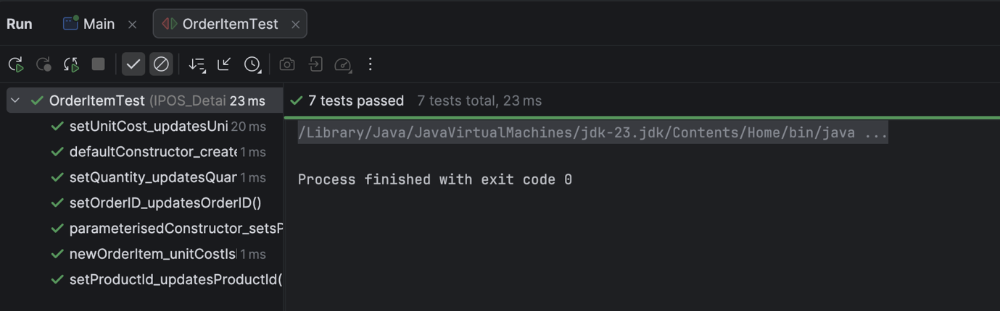 Run Main OrderItemTest
OrderItemTest (IPOS_Detai 23 ms
7 tests passed 7 tests total, 23 ms
setUnitCost_updatesUni 20 ms
defaultConstructor_create 1 ms
setQuantity_updatesQuar 1 ms
setOrderID_updatesOrderID()
parameterisedConstructor_setsP
newOrderItem_unitCostIs 1 ms
setProductId_updatesProductId(
/Library/Java/JavaVirtualMachines/jdk-23.jdk/Contents/Home/bin/java ...
Process finished with exit code 0